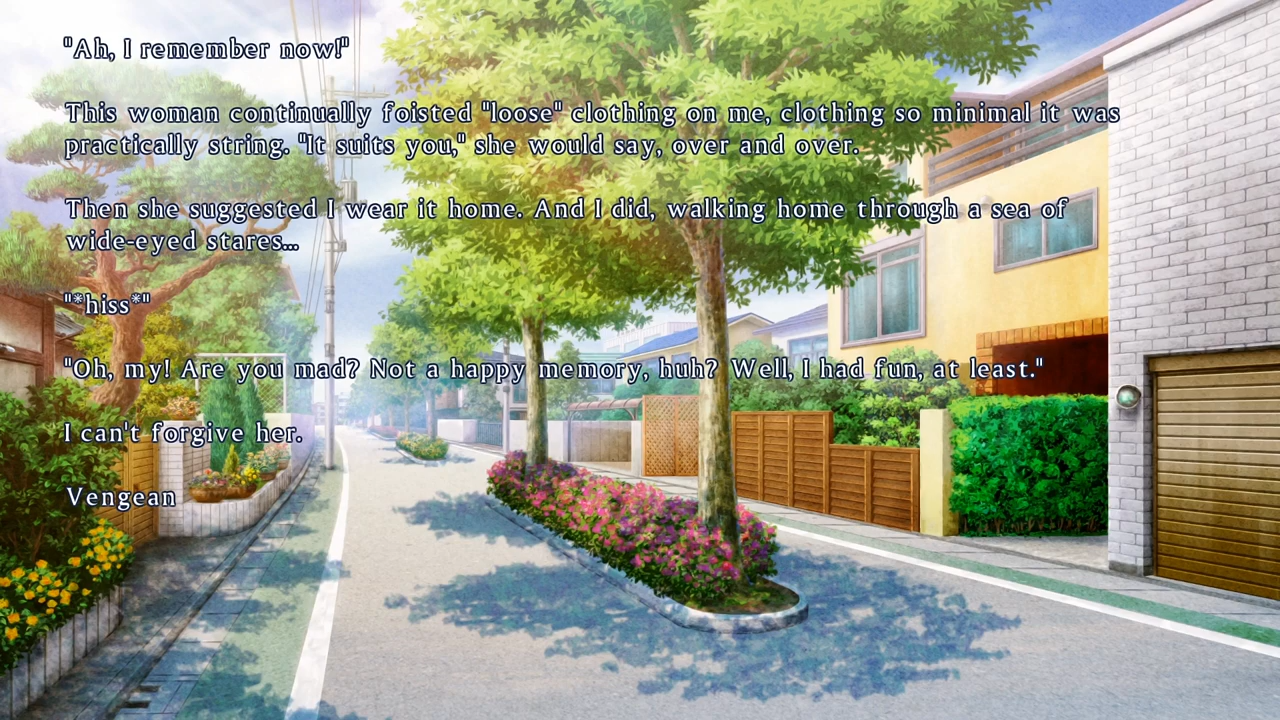 "Ah, I remember now!"
This woman continually foisted "loose" clothing on me, clothing so minimal it was
practically string. "It suits you," she would say, over and over.
Then she suggested I wear it home. And I did, walking home through a sea of
wide-eyed stares...
"*hiss*"
"Oh, my! Are you mad? Not a happy memory, huh? Well, I had fun, at least."
I can't forgive her.
Vengean